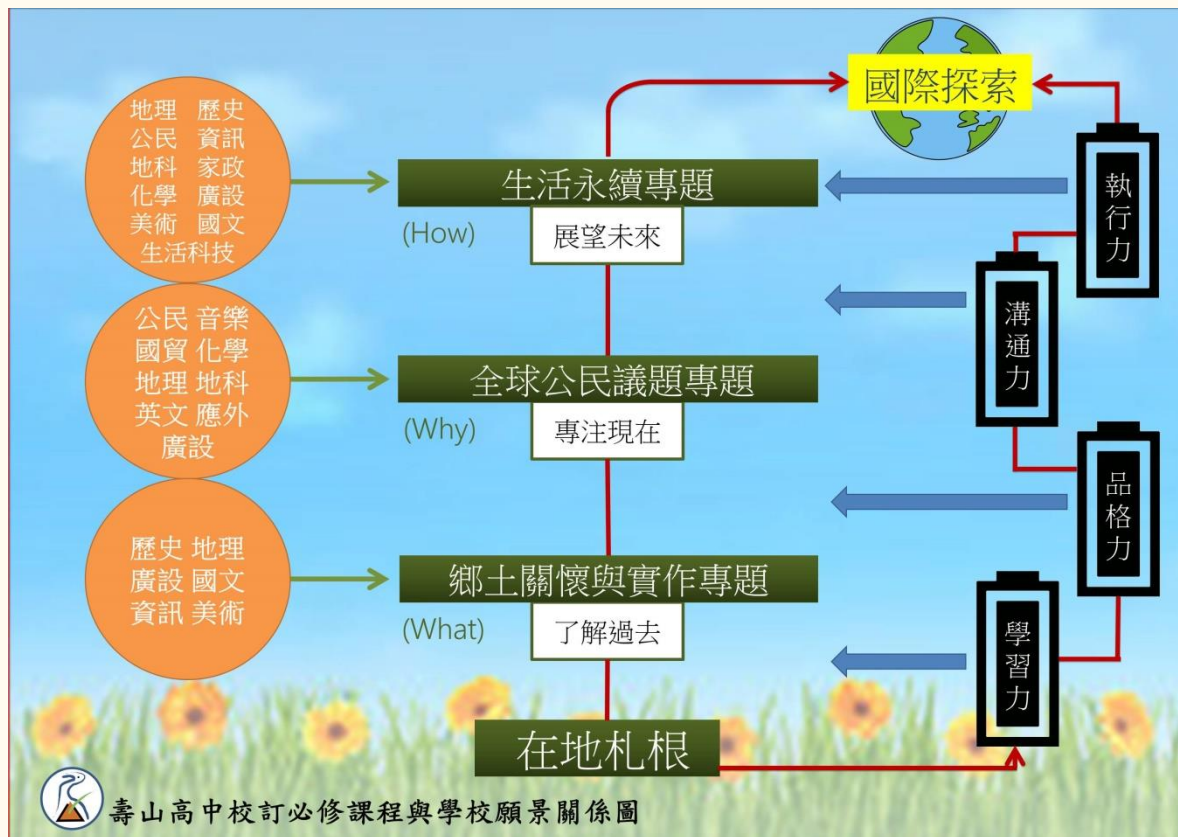 國際探索
地理 歷史
公民 資訊
地科 家政
化學 廣設
美術 國文
生活科技
生活永續專題
(How)
展望未來
執行力
溝通力
公民 音樂
國貿 化學
地理 地科
英文 應外
廣設
全球公民議題專題
(Why)
專注現在
品格力
歷史 地理
廣設 國文
資訊 美術
鄉土關懷與實作專題
(What)
了解過去
學習力
在地札根
壽山高中校訂必修課程與學校願景關係圖